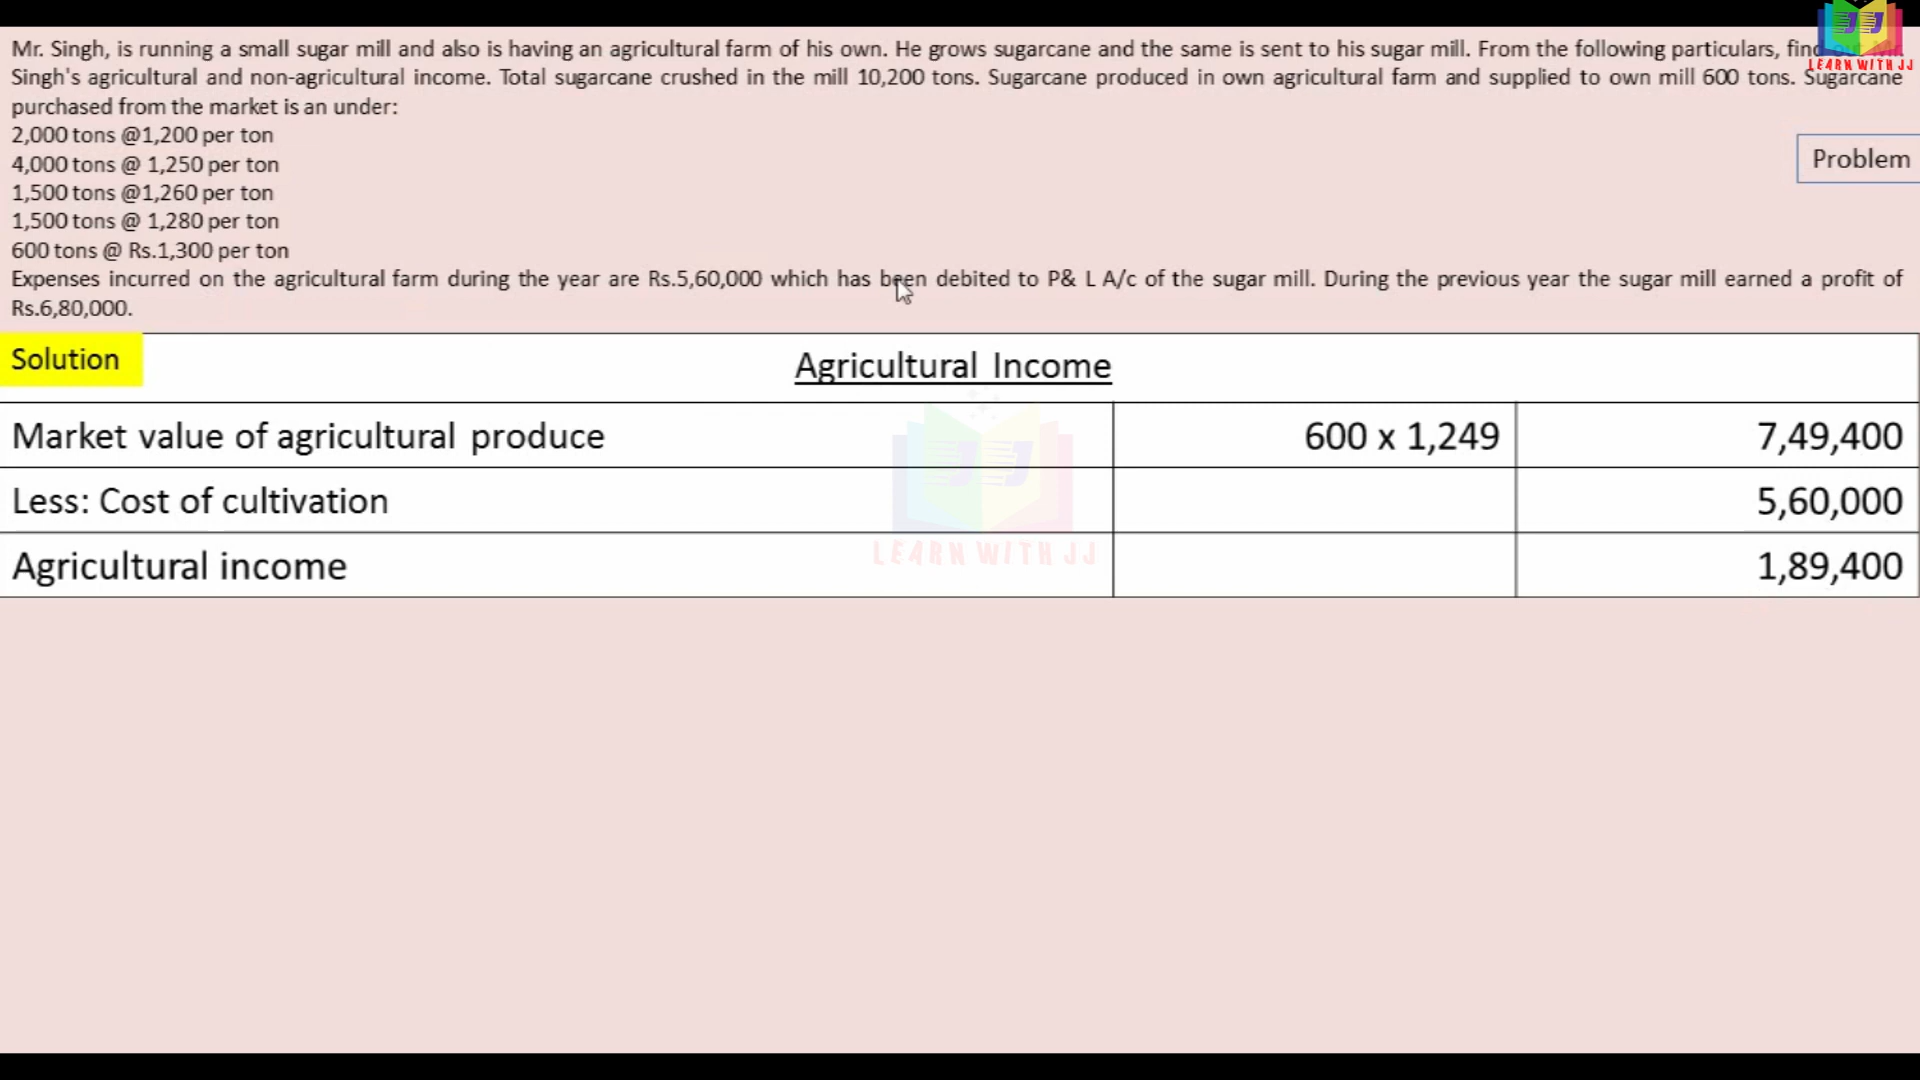 Mr. Singh, is running a small sugar mill and also is having an agricultural farm of his own. He grows sugarcane and the same is sent to his sugar mill. From the following particulars, find
LEARN WITH JJ
Singh's agricultural and non-agricultural income. Total sugarcane crushed in the mill 10,200 tons. Sugarcane produced in own agricultural farm and supplied to own mill 600 tons. Sugarcane
purchased from the market is an under:
2,000 tons @1,200 per ton
4,000 tons @ 1,250 per ton
Problem
1,500 tons @1,260 per ton
1,500 tons @ 1,280 per ton
600 tons @ Rs.1,300 per ton
Expenses incurred on the agricultural farm during the year are Rs.5,60,000 which has been debited to P& L A/c of the sugar mill. During the previous year the sugar mill earned a profit of
Rs.6,80,000.
Solution
Agricultural Income
Market value of agricultural produce 600 x 1,249 7,49,400
Less: Cost of cultivation 5,60,000
LEARN WITH JJ
Agricultural income 1,89,400